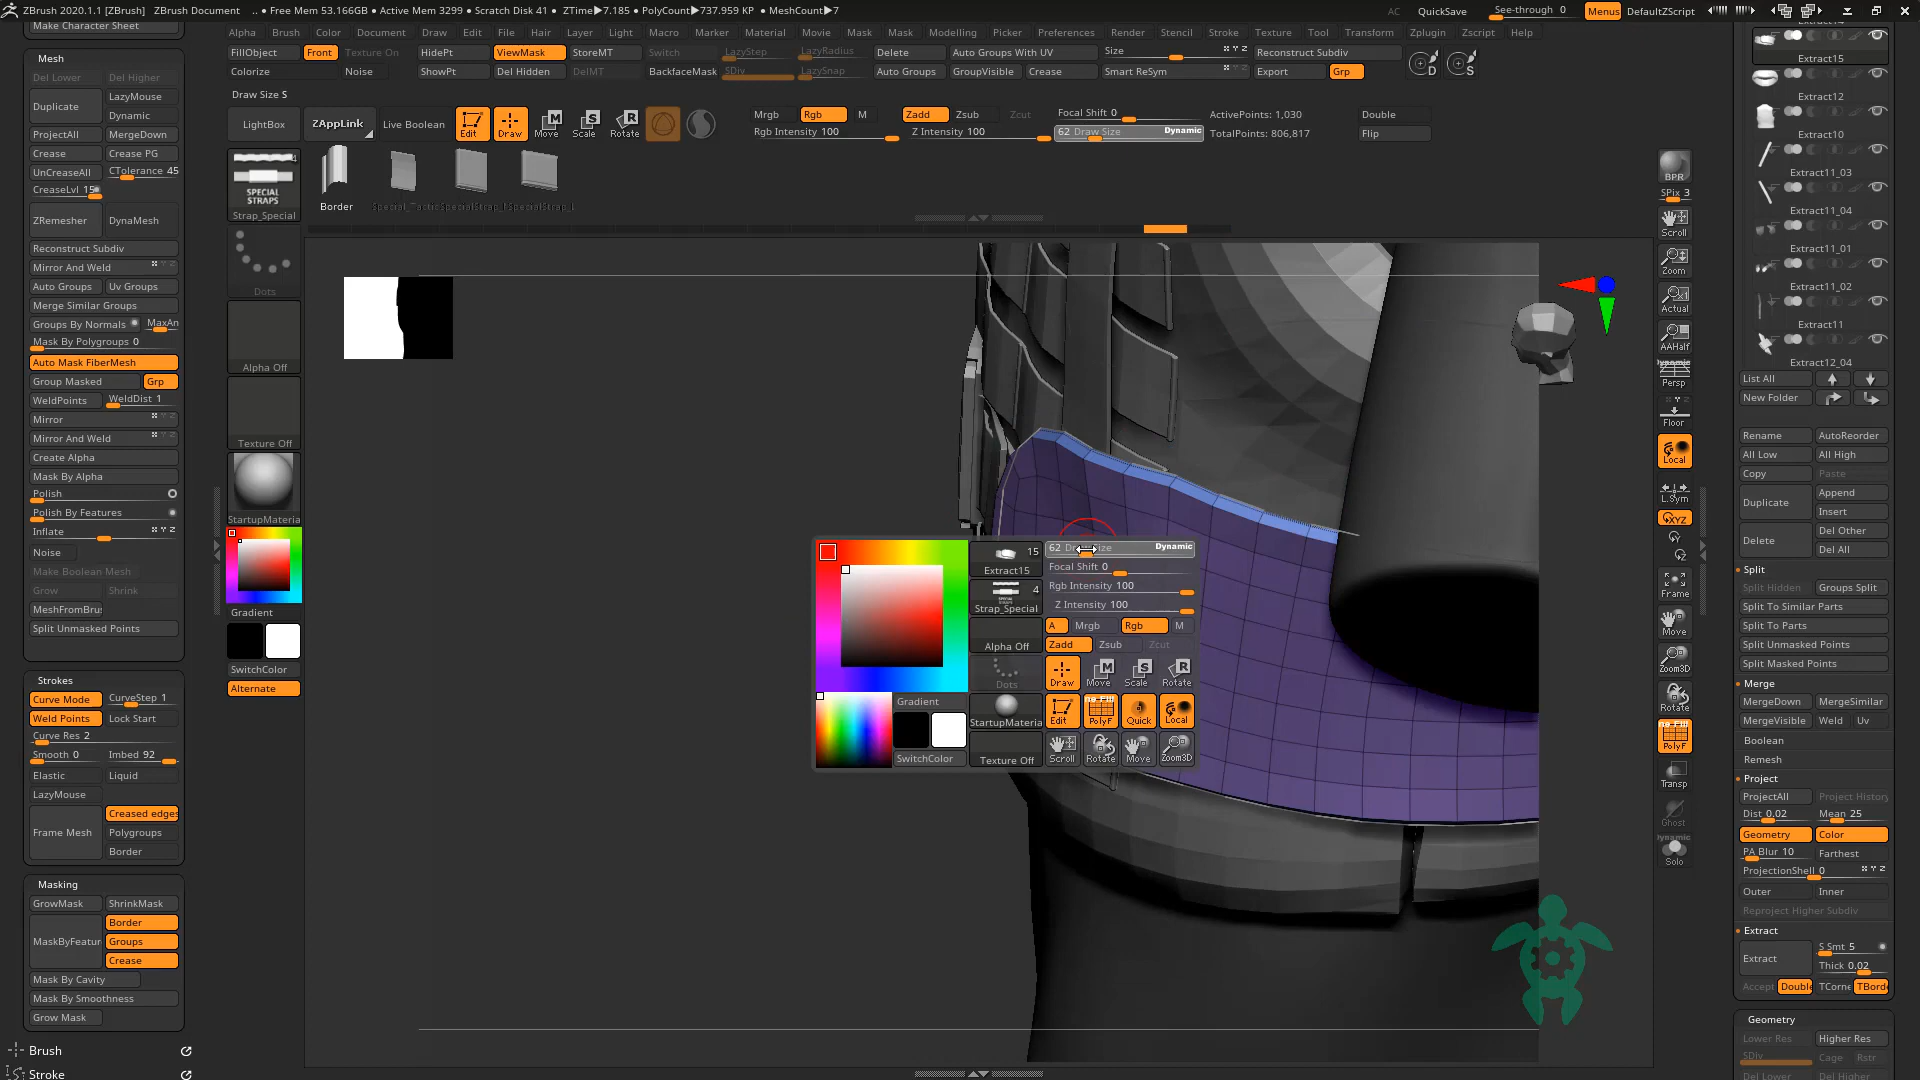 ZBrush 2020.1.1 [ZBrush] ZBrush Document .. • Free Mem 53.166GB • Active Mem 3299 • Scratch Disk 41 • ZTime▶7.185 • PolyCount▶737.959 KP • MeshCount▶7 AC QuickSave See-through 0 Menus DefaultZScript
Alpha Brush Color Document Draw Edit File Hair Layer Light Macro Marker Material Movie Mask Mask Modelling Picker Preferences Render Stencil Stroke Texture Tool Transform Zplugin Zscript Help
FillObject Front Texture On HidePt ViewMask StoreMT Switch LazyStep LazyRadius Delete Auto Groups With UV Size Reconstruct Subdiv
Colorize Noise ShowPt Del Hidden DelMT BackfaceMask SDiv LazySnap Auto Groups GroupVisible Crease Smart ReSym Export Grp
D S
Draw Size S
LightBox ZAppLink Live Boolean Edit Draw Move Scale Rotate
Mrgb Rgb M Zadd Zsub Zcut Focal Shift 0 ActivePoints: 1,030 Double
Rgb Intensity 100 Z Intensity 100 62 Draw Size Dynamic TotalPoints: 806,817 Flip
4
SPECIAL
STRAPS
Strap_Special
Border
Dots
Alpha Off
Texture Off
StartupMateria
Gradient
SwitchColor
Alternate
Make Character Sheet
Mesh
Del Lower Del Higher
Duplicate LazyMouse
Dynamic
ProjectAll MergeDown
Crease Crease PG
UnCreaseAll CTolerance 45
CreaseLvl 15
ZRemesher DynaMesh
Reconstruct Subdiv
Mirror And Weld
Auto Groups Uv Groups
Merge Similar Groups
Groups By Normals MaxAn
Mask By Polygroups 0
Auto Mask FiberMesh
Group Masked Grp
WeldPoints WeldDist 1
Mirror
Mirror And Weld
Create Alpha
Mask By Alpha
Polish
Polish By Features
Inflate
Noise
Make Boolean Mesh
Grow Shrink
MeshFromBru
Split Unmasked Points
Strokes
Curve Mode CurveStep 1
Weld Points Lock Start
Curve Res 2
Smooth 0 Imbed 92
Elastic Liquid
LazyMouse
Frame Mesh Creased edges
Polygroups
Border
Masking
GrowMask ShrinkMask
MaskByFeatur Border
Groups
Crease
Mask By Cavity
Mask By Smoothness
Grow Mask
Brush
Stroke
15
Extract15
4
Strap_Special
Alpha Off
Dots
StartupMateria
Texture Off
Gradient
SwitchColor
62 Draw Size Dynamic
Focal Shift 0
Rgb Intensity 100
Z Intensity 100
A Mrgb Rgb M
Zadd Zsub Zcut
Draw Move Scale Rotate
Edit PolyF Quick Local
Scroll Rotate Move Zoom3D
BPR
SPix 3
Scroll
Zoom
Actual
AAHalf
Dynamic
Persp
Floor
Local
L.Sym
XYZ
Frame
Move
Zoom3D
Rotate
PolyF
Transp
Ghost
Dynamic
Solo
Extract15
Extract12
Extract10
Extract11_03
Extract11_04
Extract11_01
Extract11_02
Extract11
Extract12_04
List All
New Folder
Rename AutoReorder
All Low All High
Copy Paste
Duplicate Append
Insert
Delete Del Other
Del All
Split
Split Hidden Groups Split
Split To Similar Parts
Split To Parts
Split Unmasked Points
Split Masked Points
Merge
MergeDown MergeSimilar
MergeVisible Weld Uv
Boolean
Remesh
Project
ProjectAll Project History
Dist 0.02 Mean 25
Geometry Color
PA Blur 10 Farthest
ProjectionShell 0
Outer Inner
Reproject Higher Subdiv
Extract
Extract S Smt 5
Thick 0.02
Accept Double TCorne TBorde
Geometry
Lower Res Higher Res
SDiv Cage Rstr
Del Lower Del Higher